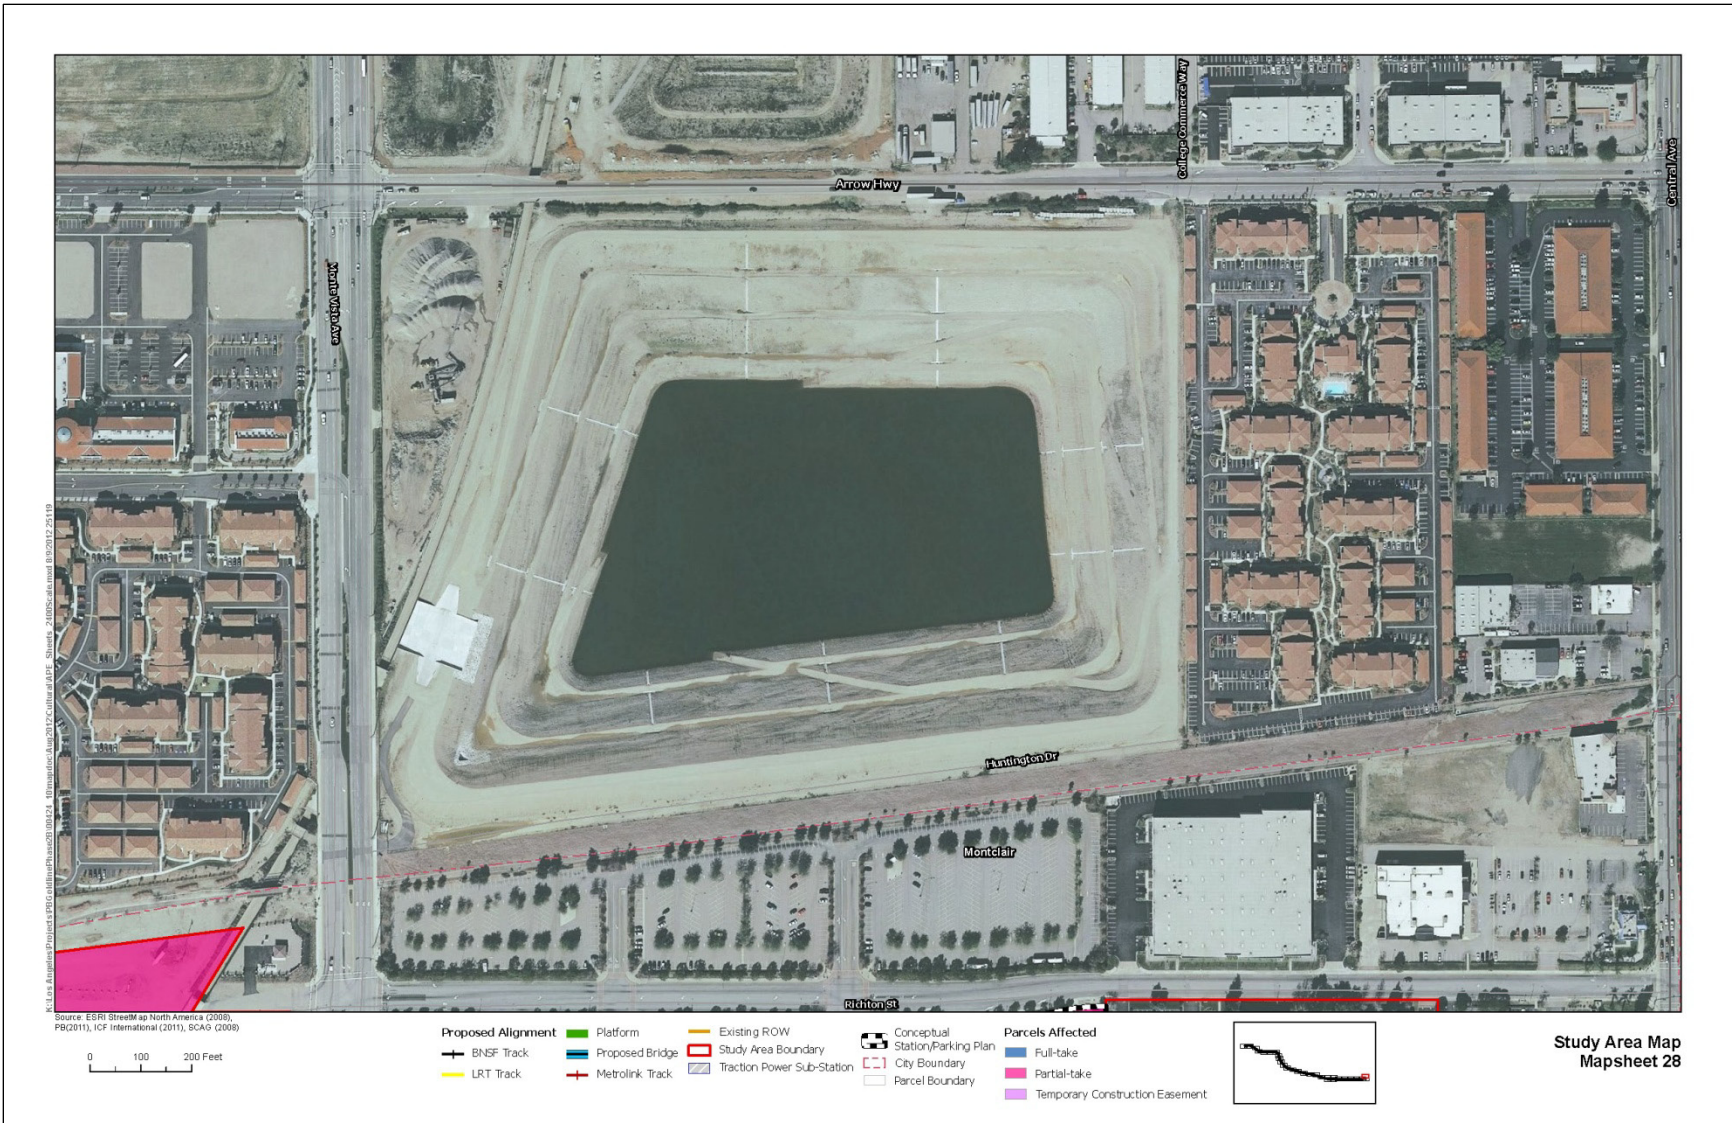 College Commerce Way
Central Ave
Arrow Hwy
Monte Vista Ave
Huntington Dr
Montclair
Richton St
Source: ESRI StreetMap North America (2008),
PB(2011), ICF International (2011), SCAG (2008)
0 100 200 Feet
Proposed Alignment
BNSF Track
LRT Track
Platform
Proposed Bridge
Metrolink Track
Existing ROW
Study Area Boundary
Traction Power Sub-Station
Conceptual
Station/Parking Plan
City Boundary
Parcel Boundary
Parcels Affected
Full-take
Partial-take
Temporary Construction Easement
Study Area Map
Mapsheet 28